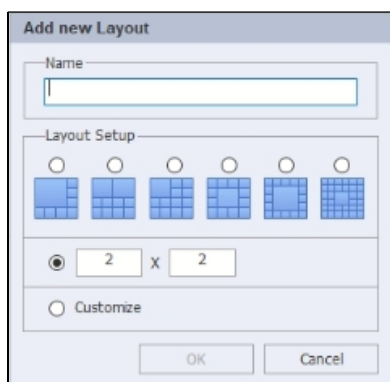 Add new Layout
Name
Layout Setup
2 X 2
Customize
OK Cancel